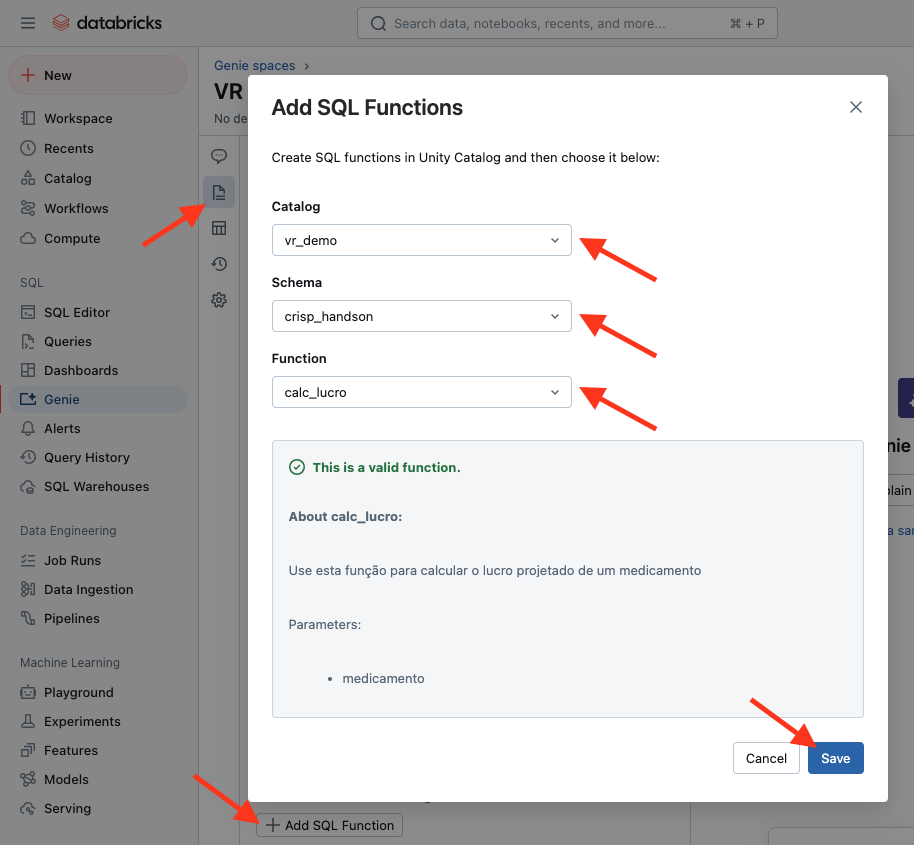 databricks
Search data, notebooks, recents, and more...
⌘ + P
New
Workspace
Recents
Catalog
Workflows
Compute
SQL
SQL Editor
Queries
Dashboards
Genie
Alerts
Query History
SQL Warehouses
Data Engineering
Job Runs
Data Ingestion
Pipelines
Machine Learning
Playground
Experiments
Features
Models
Serving
Genie spaces >
VR
No de
Add SQL Functions
Create SQL functions in Unity Catalog and then choose it below:
Catalog
vr_demo
Schema
crisp_handson
Function
calc_lucro
This is a valid function.
About calc_lucro:
Use esta função para calcular o lucro projetado de um medicamento
Parameters:
• medicamento
Cancel
Save
+ Add SQL Function
nie
plain
a sar